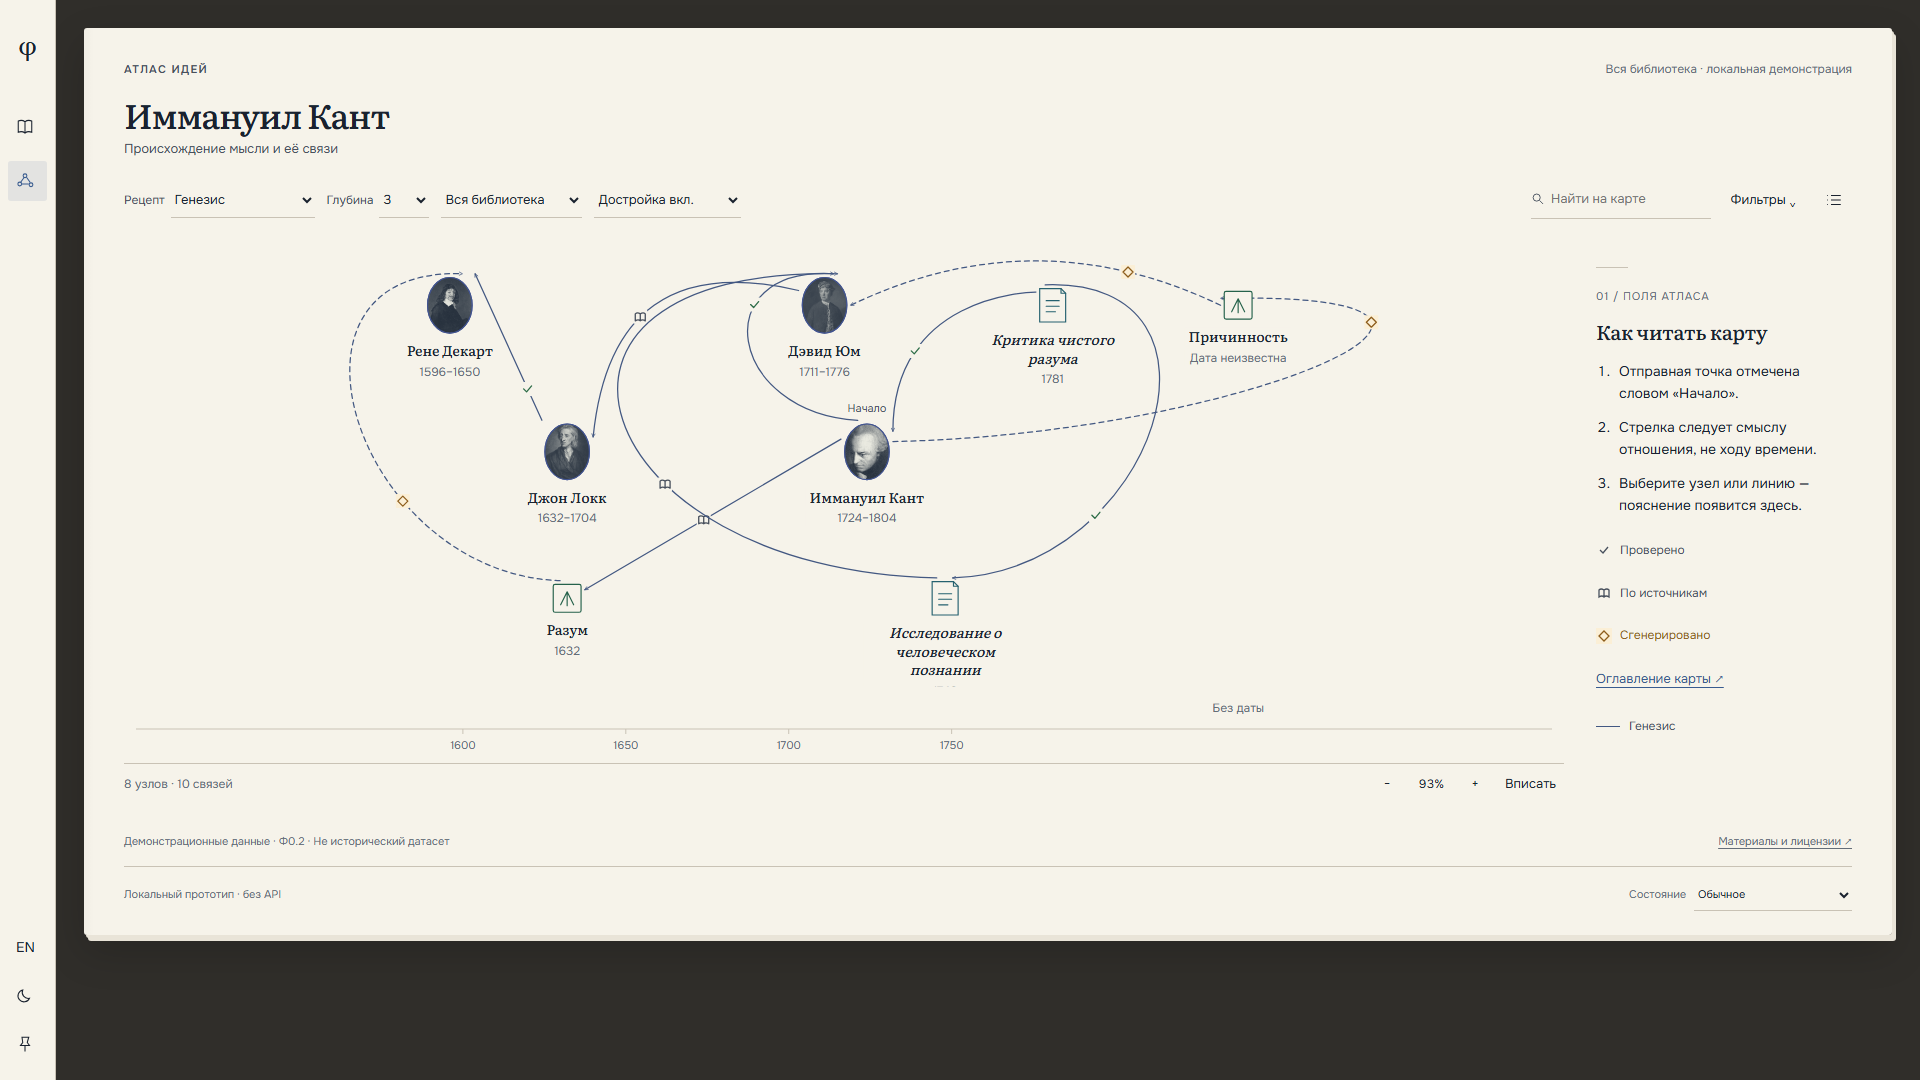 φ
АТЛАС ИДЕЙ
Вся библиотека · локальная демонстрация
Иммануил Кант
Происхождение мысли и её связи
Рецепт Генезис Глубина 3 Вся библиотека Достройка вкл.
Найти на карте Фильтры
Рене Декарт
1596–1650
Дэвид Юм
1711–1776
Критика чистого
разума
1781
Причинность
Дата неизвестна
Начало
Джон Локк
1632–1704
Иммануил Кант
1724–1804
Разум
1632
Исследование о
человеческом
познании
Без даты
1600 1650 1700 1750
8 узлов · 10 связей
− 93% + Вписать
01 / ПОЛЯ АТЛАСА
Как читать карту
1. Отправная точка отмечена
словом «Начало».
2. Стрелка следует смыслу
отношения, не ходу времени.
3. Выберите узел или линию —
пояснение появится здесь.
Проверено
По источникам
Сгенерировано
Оглавление карты ↗
Генезис
Демонстрационные данные · Ф0.2 · Не исторический датасет
Материалы и лицензии ↗
Локальный прототип · без API
Состояние Обычное
EN